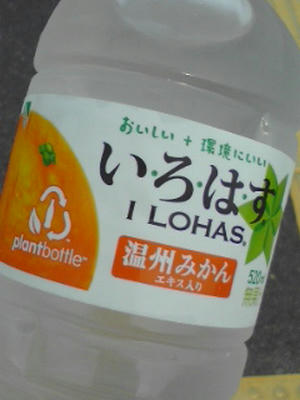 おいしい + 環境にいい
い・ろ・は・す
I LOHAS®
plantbottle™
温州みかん
エキス入り